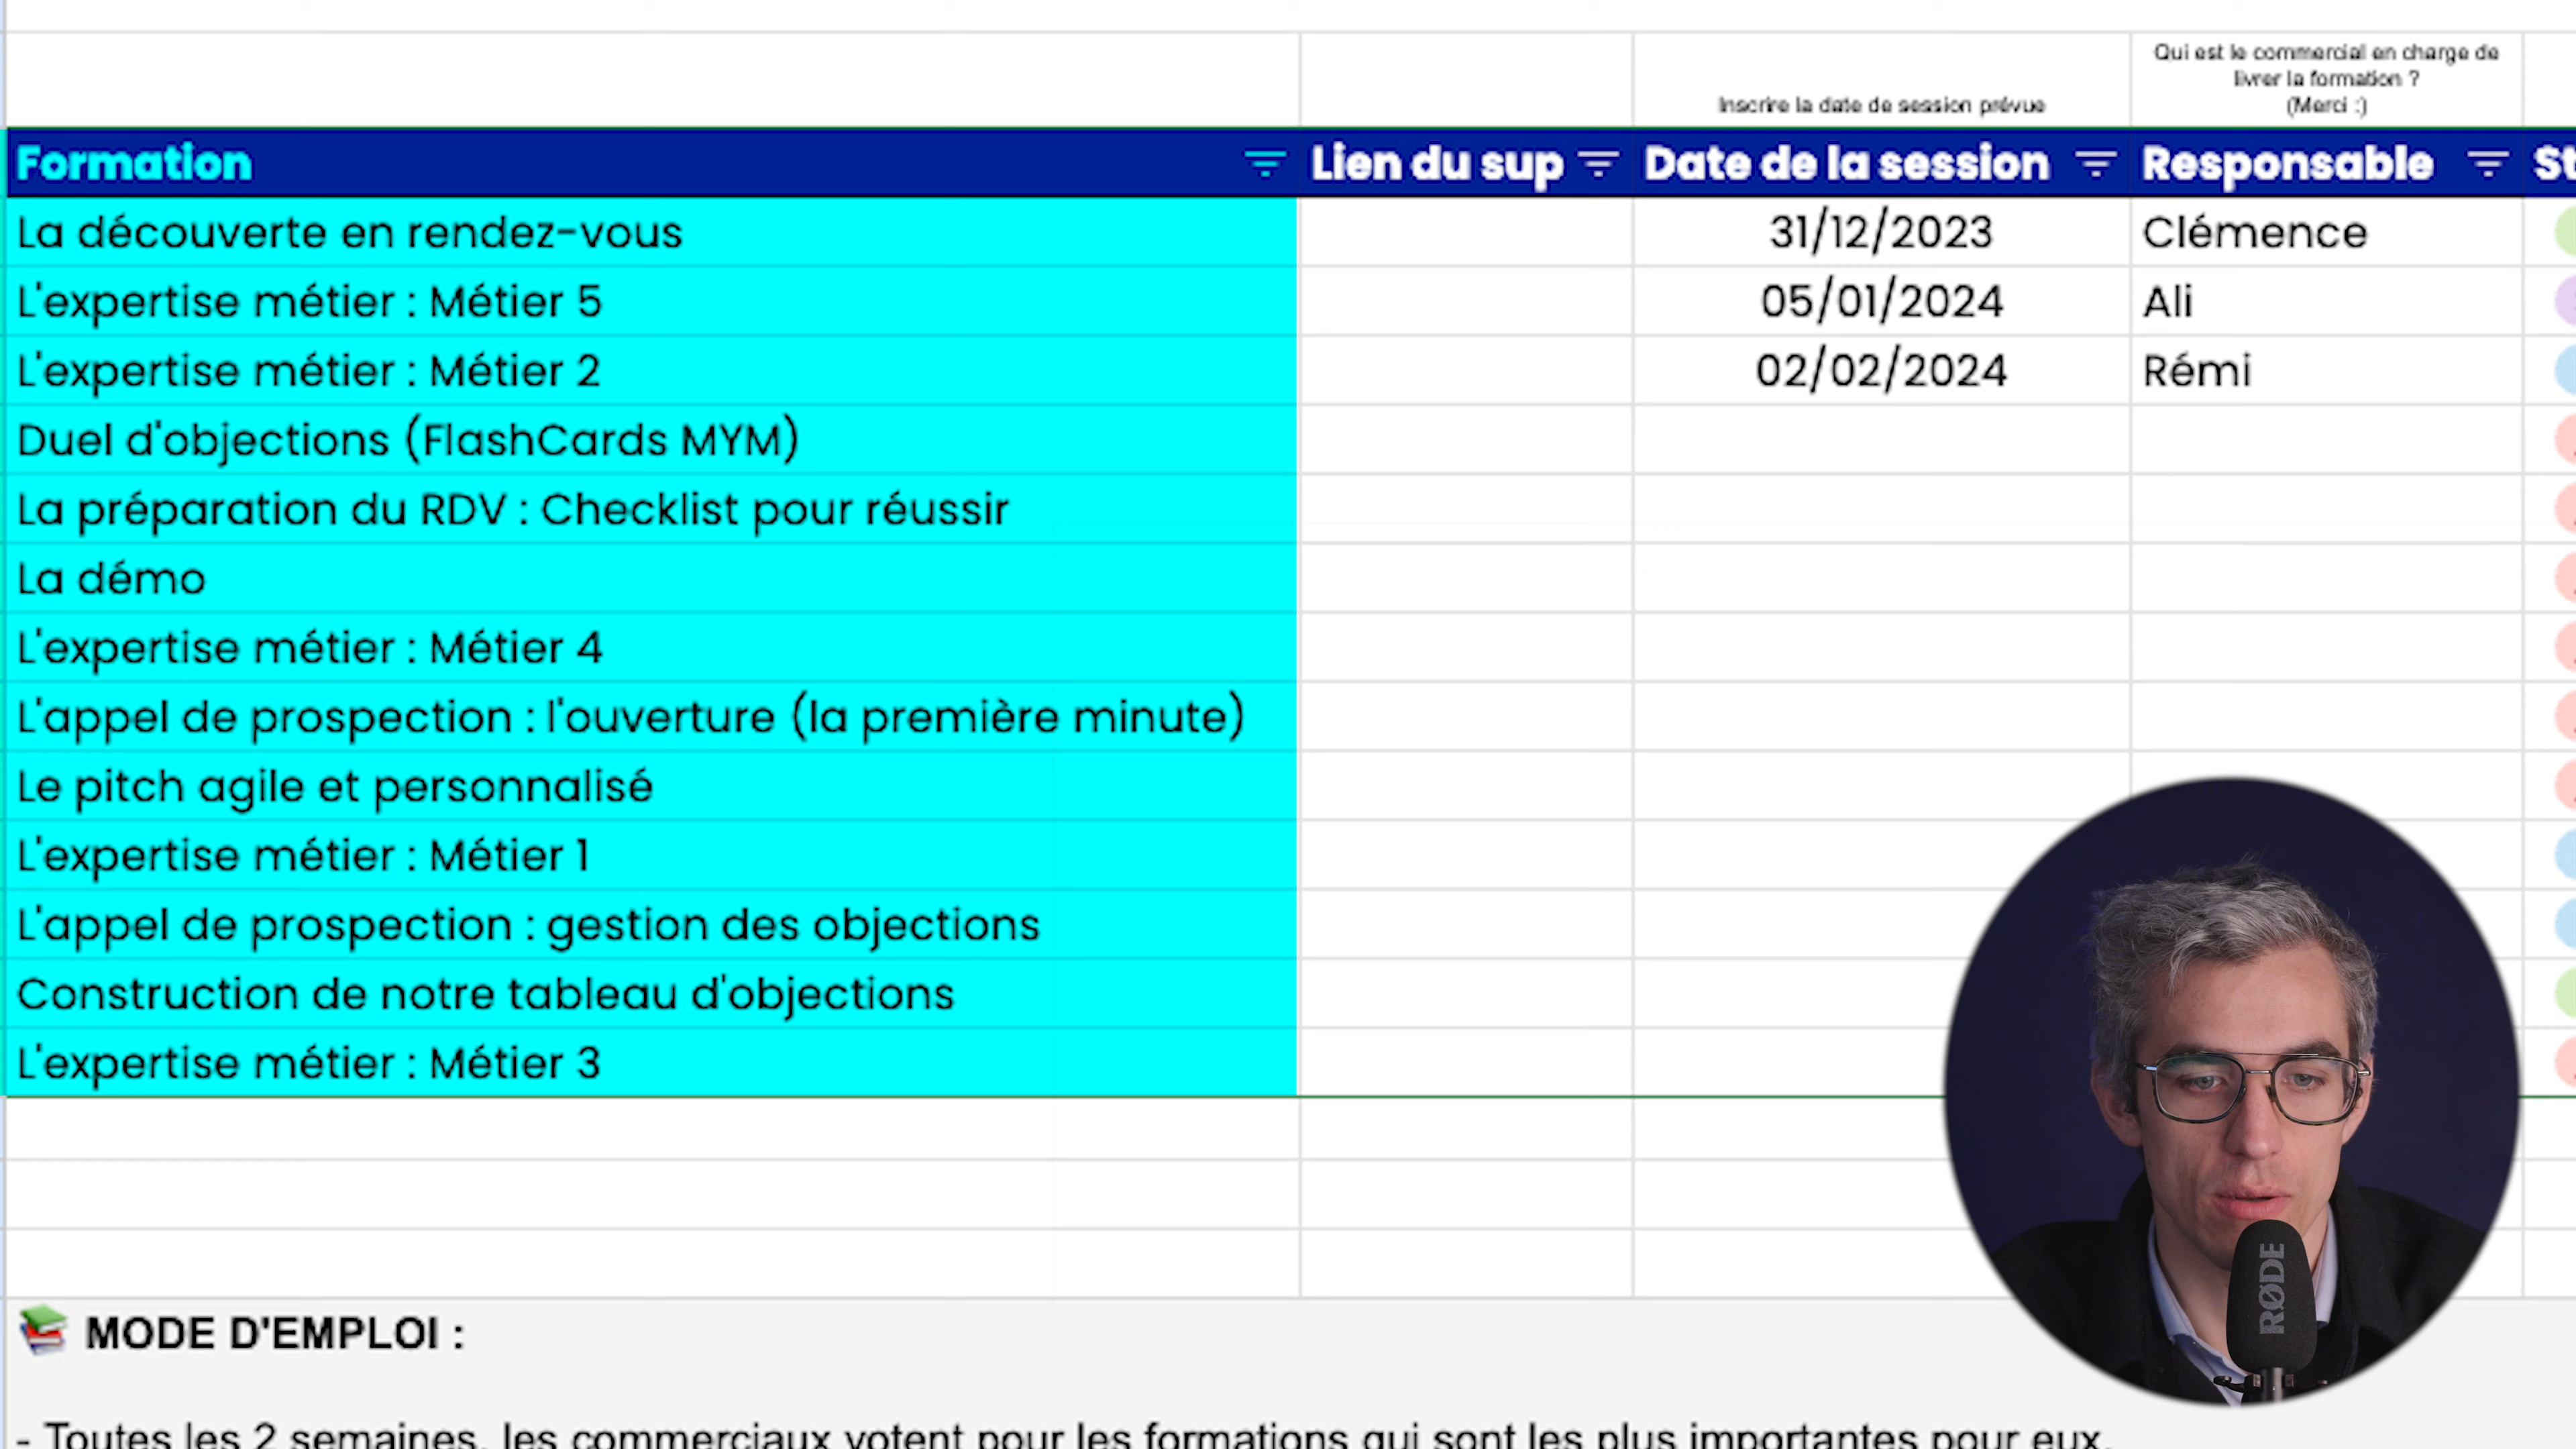 Qui est le commercial en charge de
livrer la formation ?
Inscrire la date de session prévue
(Merci :)
Formation
Lien du sup
Date de la session
Responsable
St
La découverte en rendez-vous
31/12/2023
Clémence
L'expertise métier : Métier 5
05/01/2024
Ali
L'expertise métier : Métier 2
02/02/2024
Rémi
Duel d'objections (FlashCards MYM)
La préparation du RDV : Checklist pour réussir
La démo
L'expertise métier : Métier 4
L'appel de prospection : l'ouverture (la première minute)
Le pitch agile et personnalisé
L'expertise métier : Métier 1
L'appel de prospection : gestion des objections
Construction de notre tableau d'objections
L'expertise métier : Métier 3
RØDE
MODE D'EMPLOI :
- Toutes les 2 semaines, les commerciaux votent pour les formations qui sont les plus importantes pour eux.